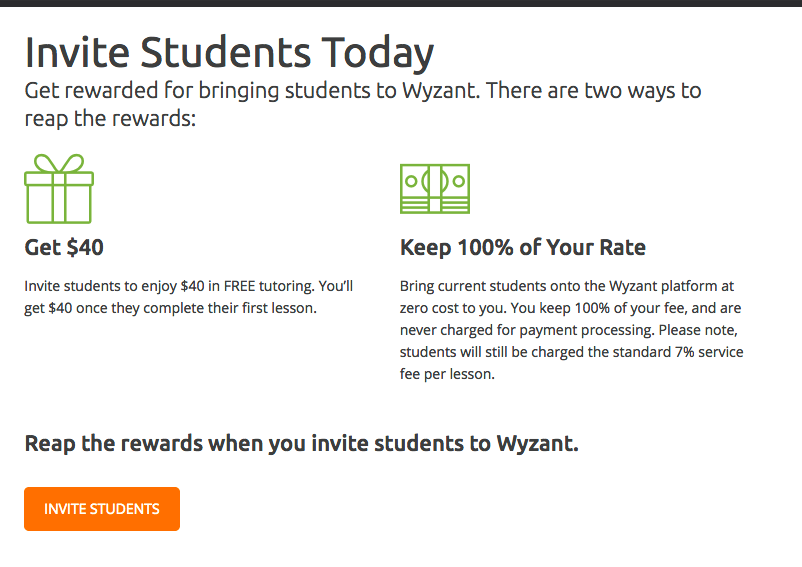 Invite Students Today
Get rewarded for bringing students to Wyzant. There are two ways to
reap the rewards:
Get $40
Invite students to enjoy $40 in FREE tutoring. You’ll
get $40 once they complete their first lesson.
Keep 100% of Your Rate
Bring current students onto the Wyzant platform at
zero cost to you. You keep 100% of your fee, and are
never charged for payment processing. Please note,
students will still be charged the standard 7% service
fee per lesson.
Reap the rewards when you invite students to Wyzant.
INVITE STUDENTS